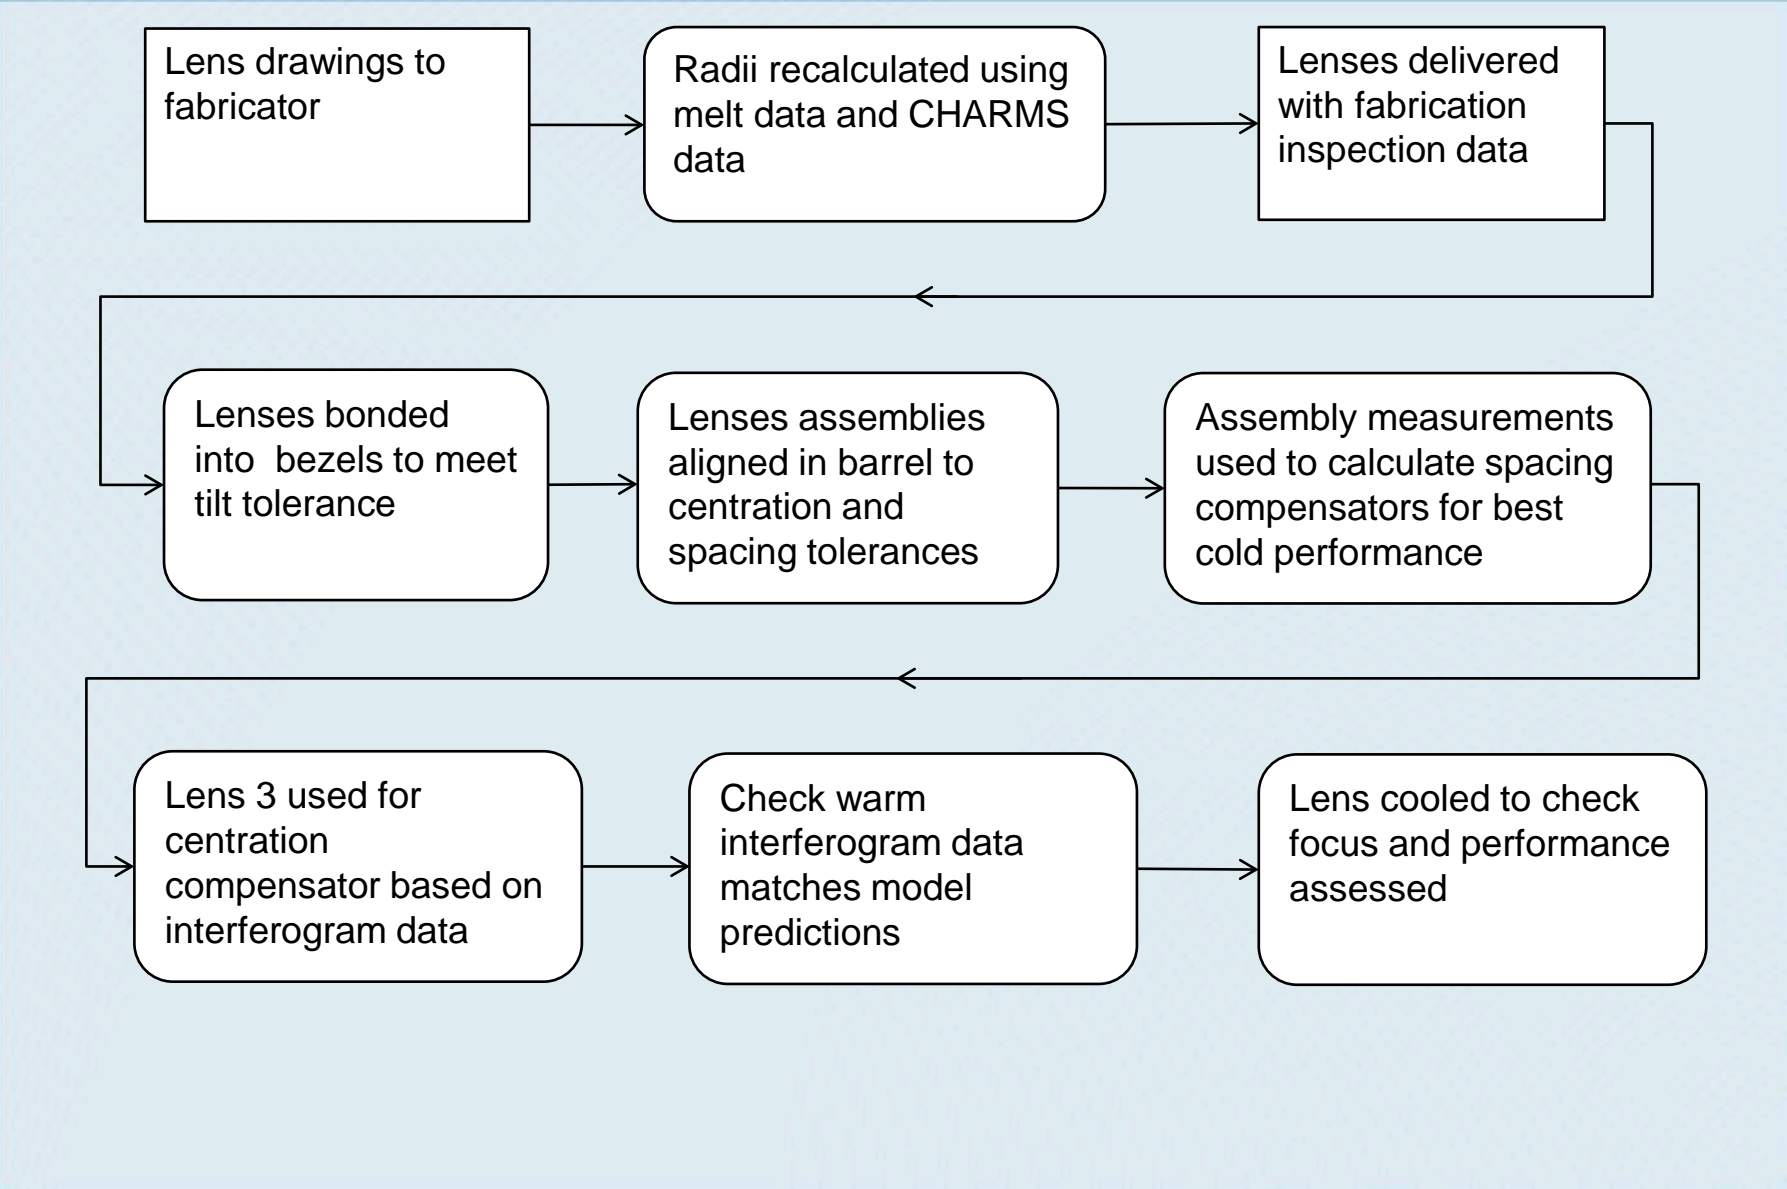 Lens drawings to
fabricator
Radii recalculated using
melt data and CHARMS
data
Lenses delivered
with fabrication
inspection data
Lenses bonded
into  bezels to meet
tilt tolerance
Lenses assemblies
aligned in barrel to
centration and
spacing tolerances
Assembly measurements
used to calculate spacing
compensators for best
cold performance
Lens 3 used for
centration
compensator based on
interferogram data
Check warm
interferogram data
matches model
predictions
Lens cooled to check
focus and performance
assessed